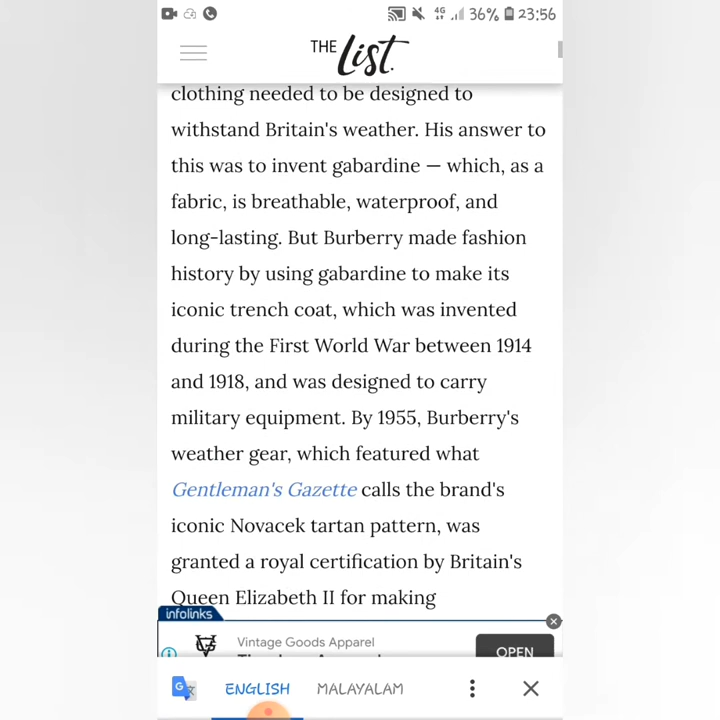 4G 36% 23:56
THE List.
clothing needed to be designed to
withstand Britain's weather. His answer to
this was to invent gabardine — which, as a
fabric, is breathable, waterproof, and
long-lasting. But Burberry made fashion
history by using gabardine to make its
iconic trench coat, which was invented
during the First World War between 1914
and 1918, and was designed to carry
military equipment. By 1955, Burberry's
weather gear, which featured what
Gentleman's Gazette calls the brand's
iconic Novacek tartan pattern, was
granted a royal certification by Britain's
Queen Elizabeth II for making
infolinks
Vintage Goods Apparel
OPEN
ENGLISH MALAYALAM